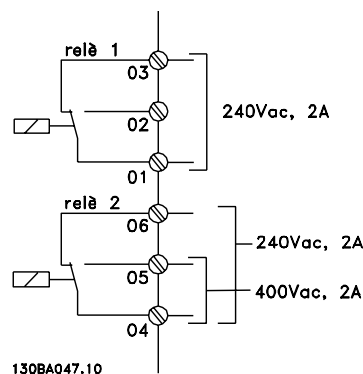 relè 1
03
02
240Vac, 2A
01
relè 2
06
240Vac, 2A
05
400Vac, 2A
04
130BA047.10